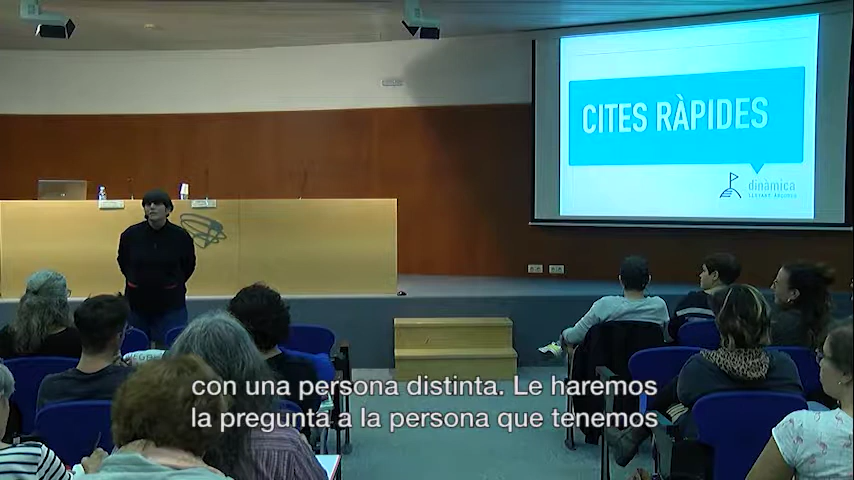 CITES RÀPIDES
dinàmica
con una persona distinta. Le haremos
la pregunta a la persona que tenemos